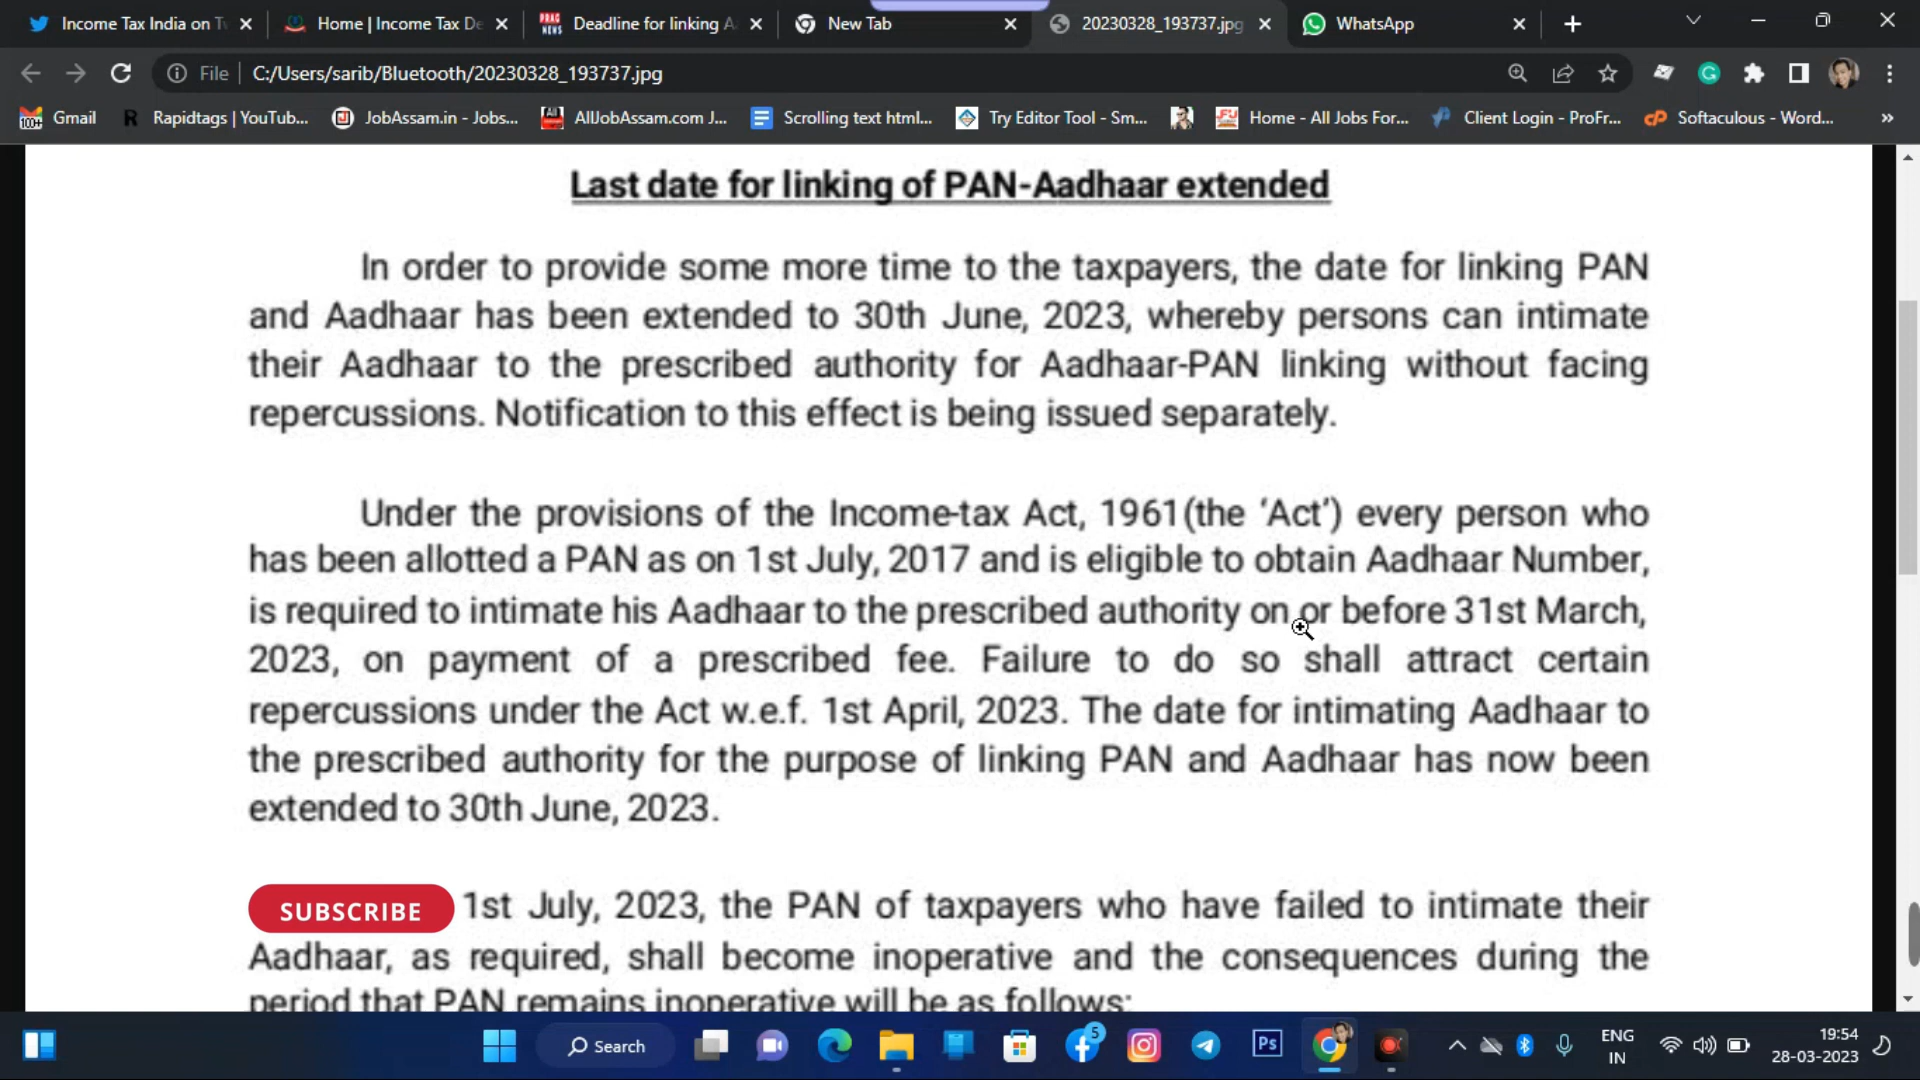 Income Tax India on Tw
Home | Income Tax De
PRAG NEWS
Deadline for linking A
New Tab
20230328_193737.jpg
WhatsApp
File
C:/Users/sarib/Bluetooth/20230328_193737.jpg
100+
Gmail
R
Rapidtags | YouTub...
JobAssam.in - Jobs...
AllJobAssam.com J...
Scrolling text html...
Try Editor Tool - Sm...
Home - All Jobs For...
Client Login - ProFr...
Softaculous - Word...
Last date for linking of PAN-Aadhaar extended
In order to provide some more time to the taxpayers, the date for linking PAN
and Aadhaar has been extended to 30th June, 2023, whereby persons can intimate
their Aadhaar to the prescribed authority for Aadhaar-PAN linking without facing
repercussions. Notification to this effect is being issued separately.
Under the provisions of the Income-tax Act, 1961(the ‘Act’) every person who
has been allotted a PAN as on 1st July, 2017 and is eligible to obtain Aadhaar Number,
is required to intimate his Aadhaar to the prescribed authority on or before 31st March,
2023, on payment of a prescribed fee. Failure to do so shall attract certain
repercussions under the Act w.e.f. 1st April, 2023. The date for intimating Aadhaar to
the prescribed authority for the purpose of linking PAN and Aadhaar has now been
extended to 30th June, 2023.
SUBSCRIBE
1st July, 2023, the PAN of taxpayers who have failed to intimate their
Aadhaar, as required, shall become inoperative and the consequences during the
period that PAN remains inoperative will be as follows:
Search
5
Ps
ENG
IN
19:54
28-03-2023